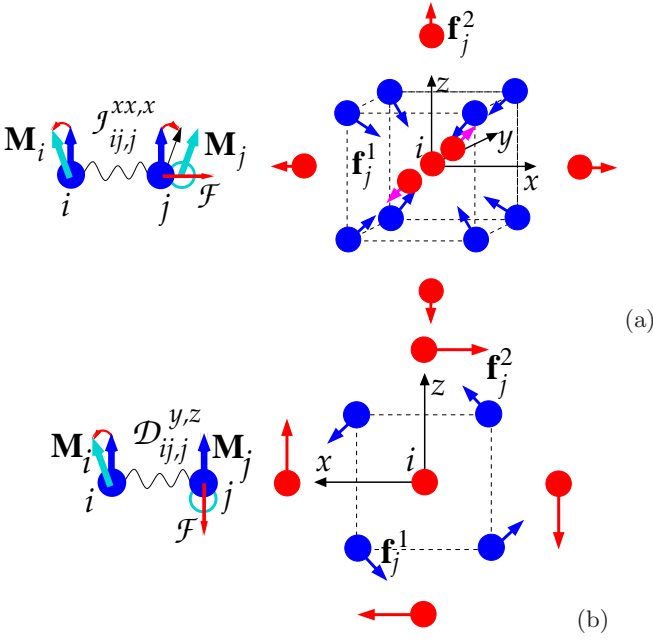 f_j^2
z
𝒥_{ij,j}^{xx,x}
M_i
M_j
i
y
f_j^1
x
ℱ
i
j
(a)
f_j^2
z
𝒟_{ij,j}^{y,z}
M_i
M_j
x
i
i
j
ℱ
f_j^1
(b)